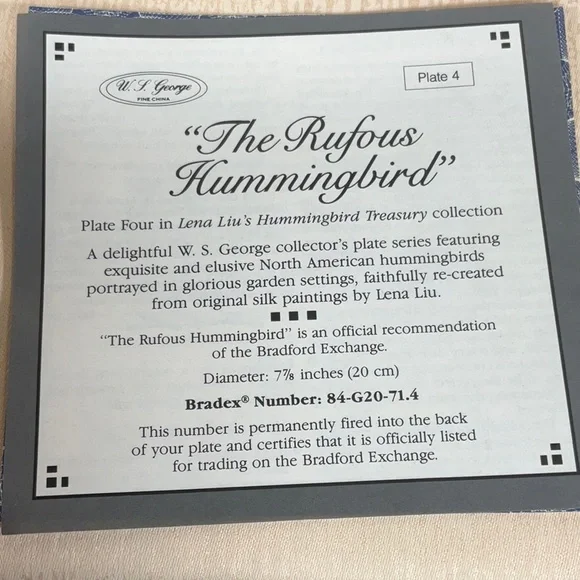 W. S. George
FINE CHINA
Plate 4
“The Rufous
Hummingbird”
Plate Four in Lena Liu’s Hummingbird Treasury collection
A delightful W. S. George collector’s plate series featuring
exquisite and elusive North American hummingbirds
portrayed in glorious garden settings, faithfully re-created
from original silk paintings by Lena Liu.
“The Rufous Hummingbird” is an official recommendation
of the Bradford Exchange.
Diameter: 7⅞ inches (20 cm)
Bradex® Number: 84-G20-71.4
This number is permanently fired into the back
of your plate and certifies that it is officially listed
for trading on the Bradford Exchange.